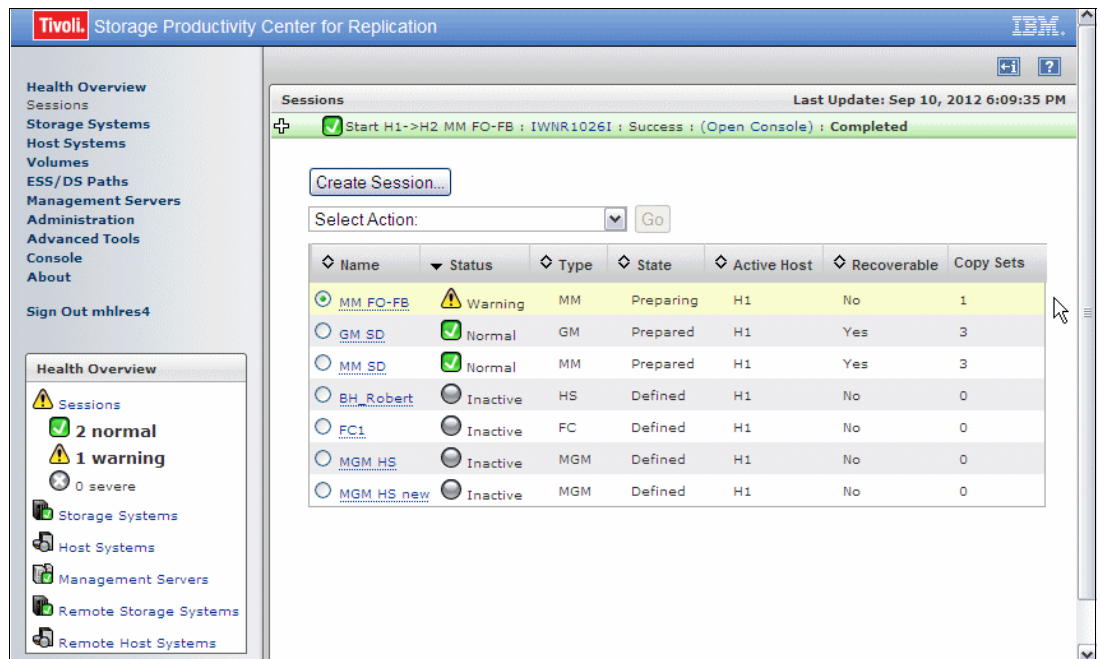 Tivoli. Storage Productivity Center for Replication IBM.
Health Overview
Sessions
Storage Systems
Host Systems
Volumes
ESS/DS Paths
Management Servers
Administration
Advanced Tools
Console
About
Sign Out mhlres4
Health Overview
Sessions
2 normal
1 warning
0 severe
Storage Systems
Host Systems
Management Servers
Remote Storage Systems
Remote Host Systems
?
Sessions Last Update: Sep 10, 2012 6:09:35 PM
Start H1->H2 MM FO-FB : IWNR1026I : Success : (Open Console) : Completed
Create Session...
Select Action: Go
Name Status Type State Active Host Recoverable Copy Sets
MM FO-FB Warning MM Preparing H1 No 1
GM SD Normal GM Prepared H1 Yes 3
MM SD Normal MM Prepared H1 Yes 3
BH_Robert Inactive HS Defined H1 No 0
FC1 Inactive FC Defined H1 No 0
MGM HS Inactive MGM Defined H1 No 0
MGM HS new Inactive MGM Defined H1 No 0